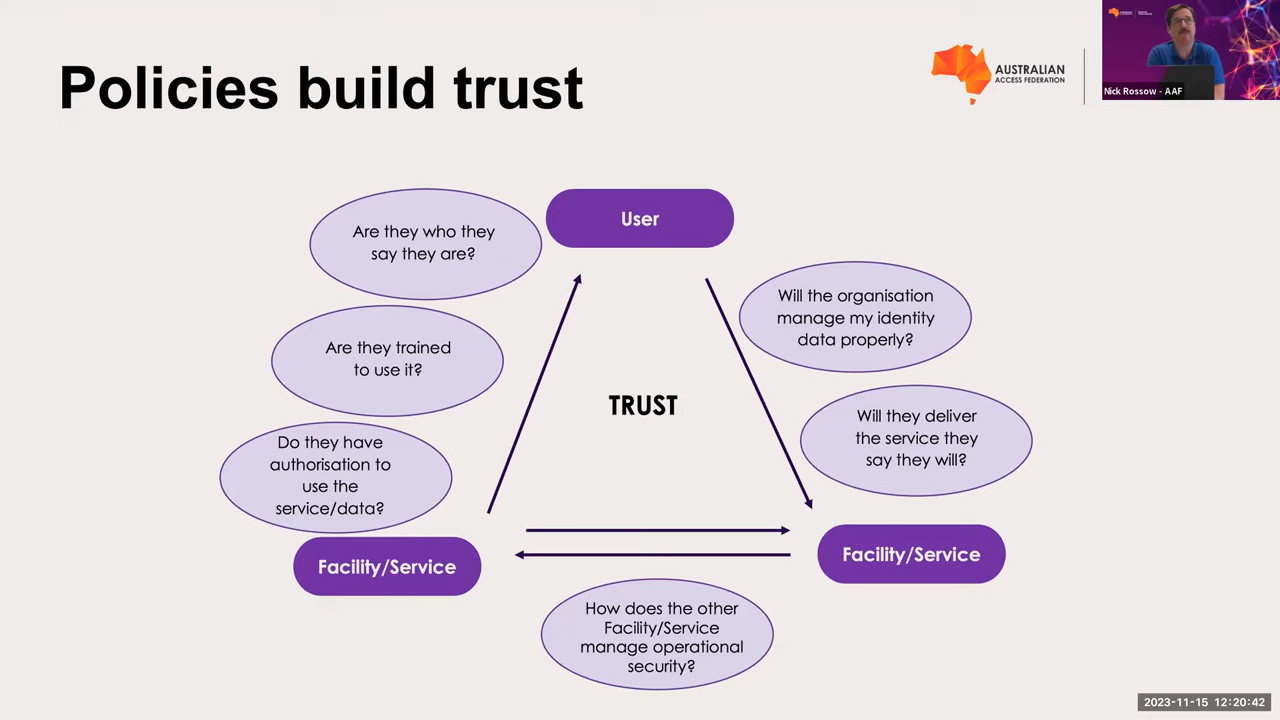 Policies build trust
AUSTRALIAN
ACCESS FEDERATION
Nick Rossow - AAF
User
Are they who they
say they are?
Will the organisation
manage my identity
data properly?
Are they trained
to use it?
TRUST
Will they deliver
the service they
say they will?
Do they have
authorisation to
use the
service/data?
Facility/Service
Facility/Service
How does the other
Facility/Service
manage operational
security?
2023-11-15 12:20:42